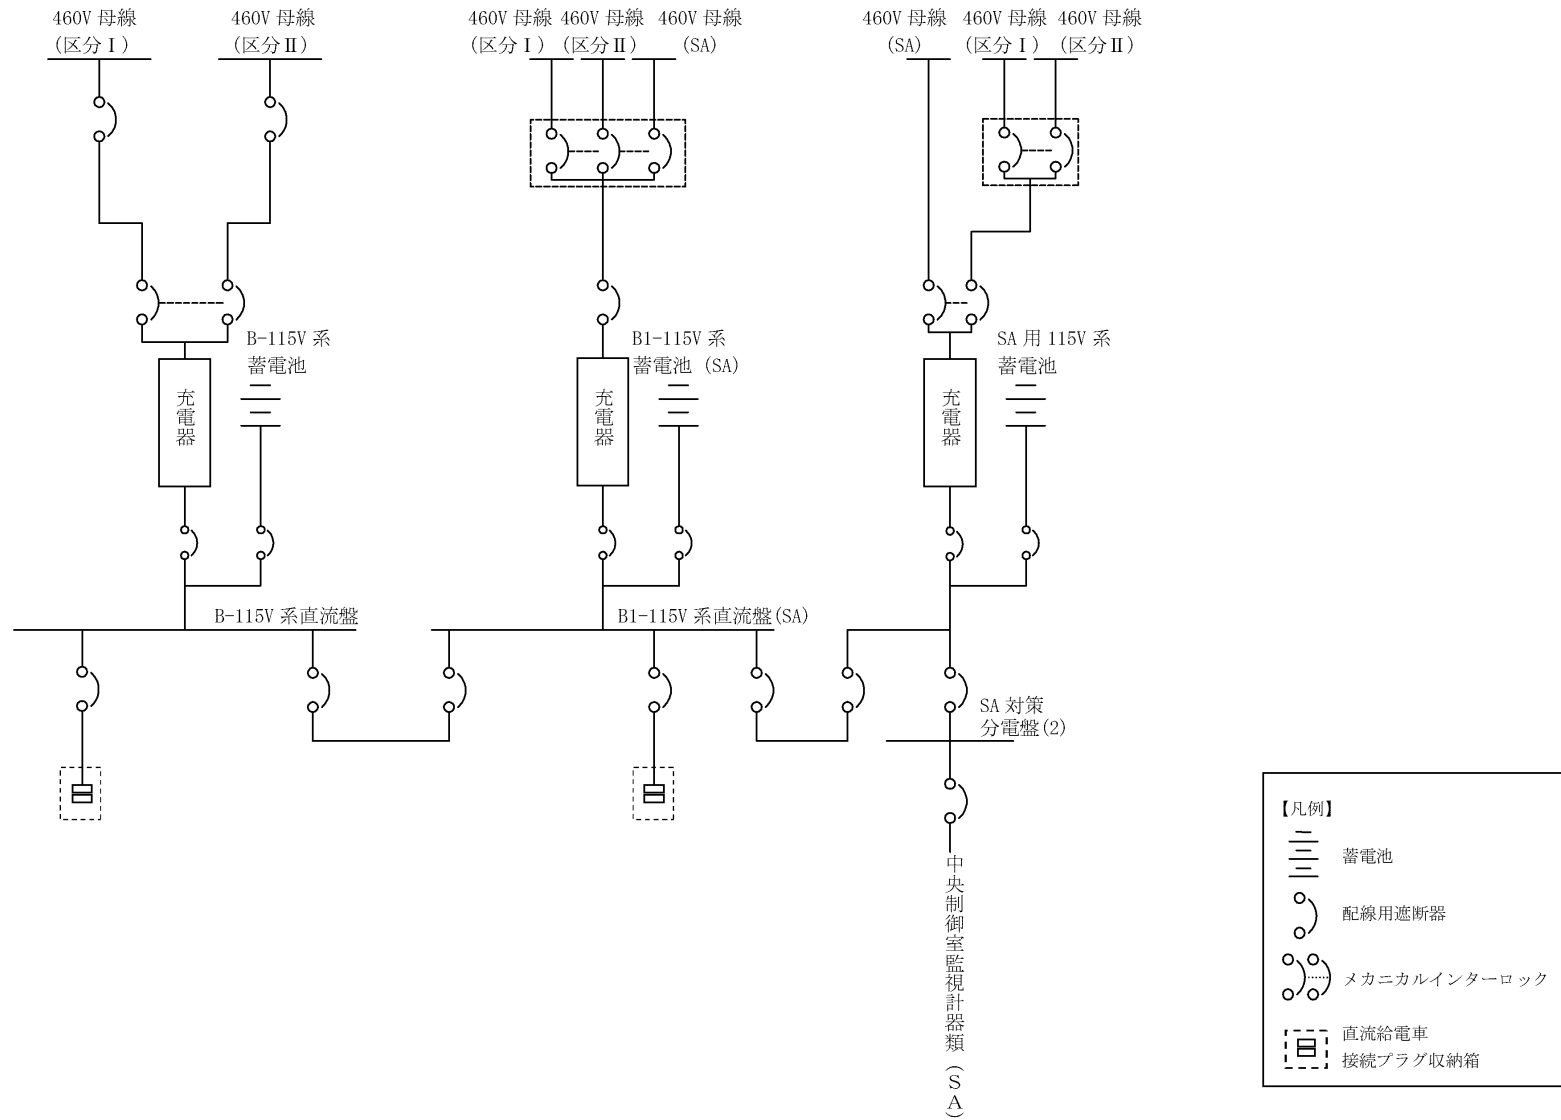 460V 母線
(区分Ⅰ)
460V 母線
(区分Ⅱ)
460V 母線
(区分Ⅰ)
460V 母線
(区分Ⅱ)
460V 母線
(SA)
460V 母線
(SA)
460V 母線
(区分Ⅰ)
460V 母線
(区分Ⅱ)
B-115V 系
蓄電池
充電器
B1-115V 系
蓄電池 (SA)
充電器
SA 用 115V 系
蓄電池
充電器
B-115V 系直流盤
B1-115V 系直流盤(SA)
SA 対策
分電盤(2)
中央制御室監視計器類(SA)
【凡例】
蓄電池
配線用遮断器
メカニカルインターロック
直流給電車
接続プラグ収納箱